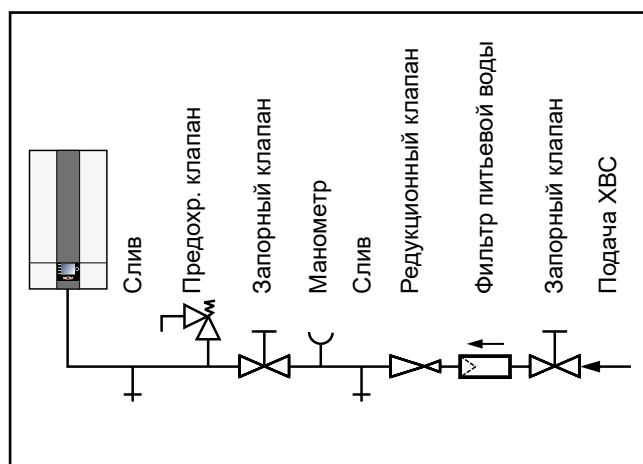 Слив
Предохр. клапан
Запорный клапан
Манометр
Слив
Редукционный клапан
Фильтр питьевой воды
Запорный клапан
Подача ХВС